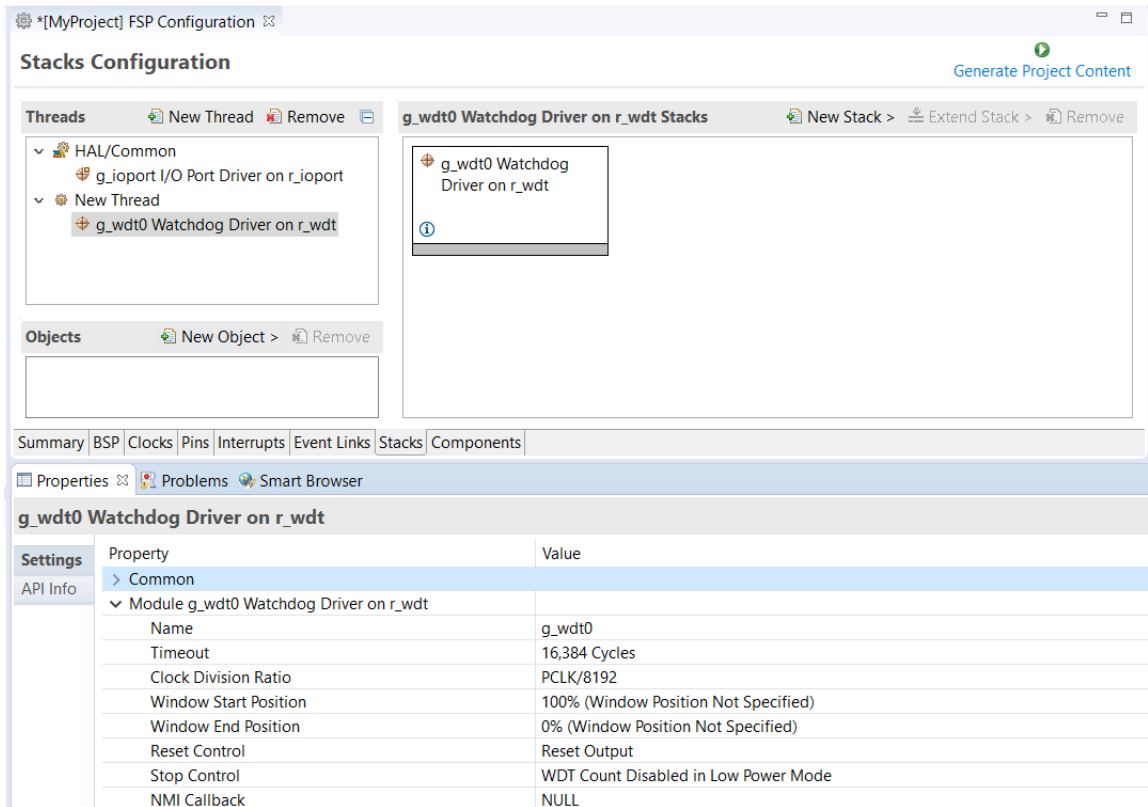 *[MyProject] FSP Configuration
Stacks Configuration
Generate Project Content
Threads New Thread Remove
g_wdt0 Watchdog Driver on r_wdt Stacks New Stack > Extend Stack > Remove
HAL/Common
g_ioport I/O Port Driver on r_ioport
New Thread
g_wdt0 Watchdog Driver on r_wdt
g_wdt0 Watchdog
Driver on r_wdt
Objects New Object > Remove
Summary BSP Clocks Pins Interrupts Event Links Stacks Components
Properties Problems Smart Browser
g_wdt0 Watchdog Driver on r_wdt
Settings
API Info
Property Value
Common
Module g_wdt0 Watchdog Driver on r_wdt
Name g_wdt0
Timeout 16,384 Cycles
Clock Division Ratio PCLK/8192
Window Start Position 100% (Window Position Not Specified)
Window End Position 0% (Window Position Not Specified)
Reset Control Reset Output
Stop Control WDT Count Disabled in Low Power Mode
NMI Callback NULL